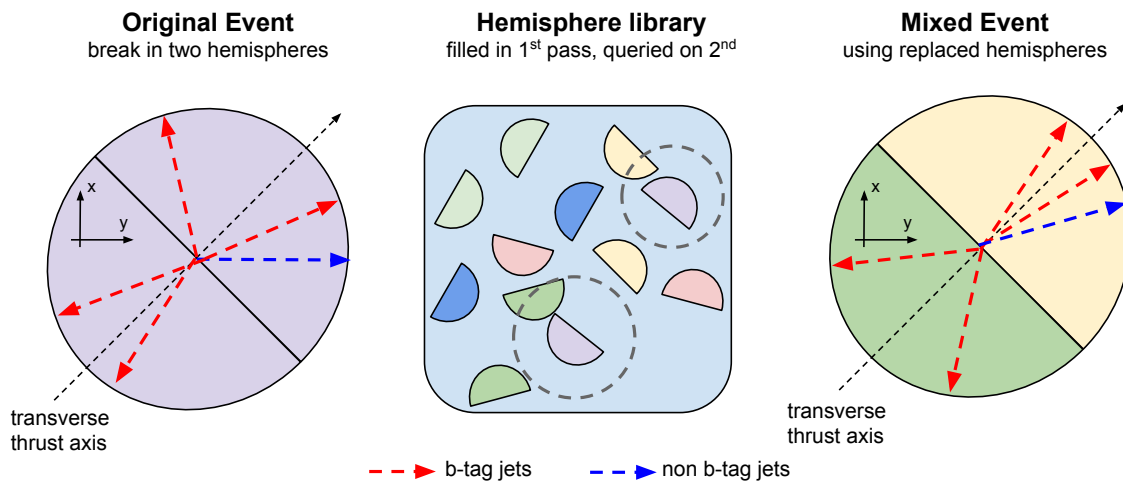 Original Event
break in two hemispheres
Hemisphere library
filled in 1st pass, queried on 2nd
Mixed Event
using replaced hemispheres
x
y
transverse
thrust axis
x
y
transverse
thrust axis
b-tag jets
non b-tag jets